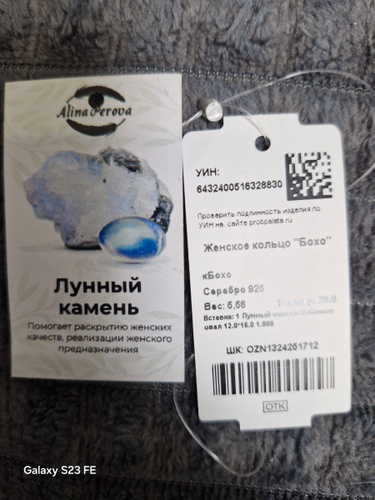 Alina Perova
Лунный
камень
Помогает раскрытию женских
качеств, реализации женского
предназначения
УИН:
6432400516328830
Проверить подлинность изделия по
УИН на сайте probpalata.ru
Женское кольцо "Бохо"
кБохо
Серебро 925
Вес: 5,56
20.0
Вставка: 1 Лунный
овал 12.0*16.0 1.000
ШК: OZN1324251712
ОТК
Galaxy S23 FE